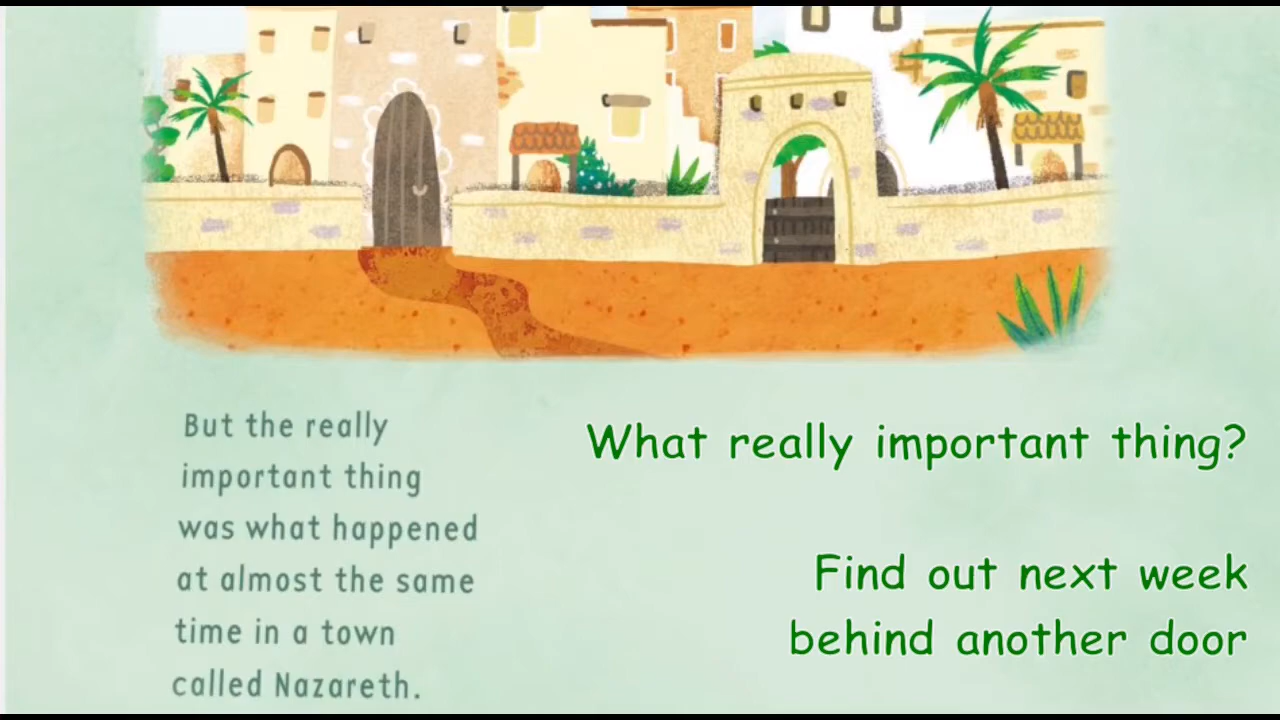 But the really
important thing
was what happened
at almost the same
time in a town
called Nazareth.
What really important thing?
Find out next week
behind another door